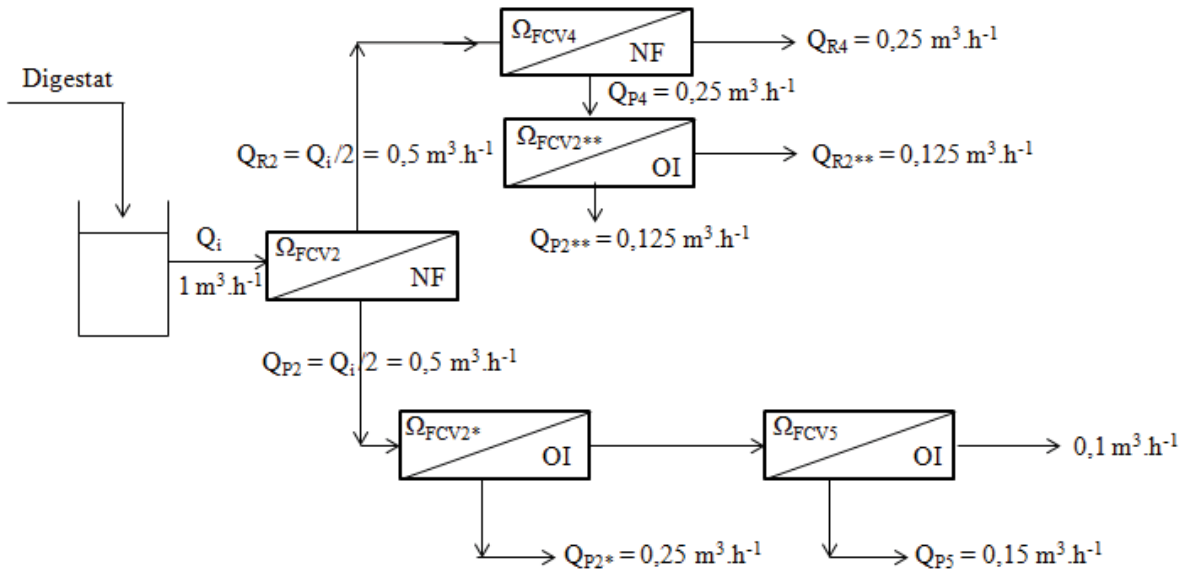 Ω_FCV4
NF
Q_R4 = 0,25 m³.h⁻¹
Digestat
Q_P4 = 0,25 m³.h⁻¹
Q_R2 = Q_i/2 = 0,5 m³.h⁻¹
Ω_FCV2**
OI
Q_R2** = 0,125 m³.h⁻¹
Q_P2** = 0,125 m³.h⁻¹
Q_i
1 m³.h⁻¹
Ω_FCV2
NF
Q_P2 = Q_i/2 = 0,5 m³.h⁻¹
Ω_FCV2*
OI
Ω_FCV5
OI
0,1 m³.h⁻¹
Q_P2* = 0,25 m³.h⁻¹
Q_P5 = 0,15 m³.h⁻¹